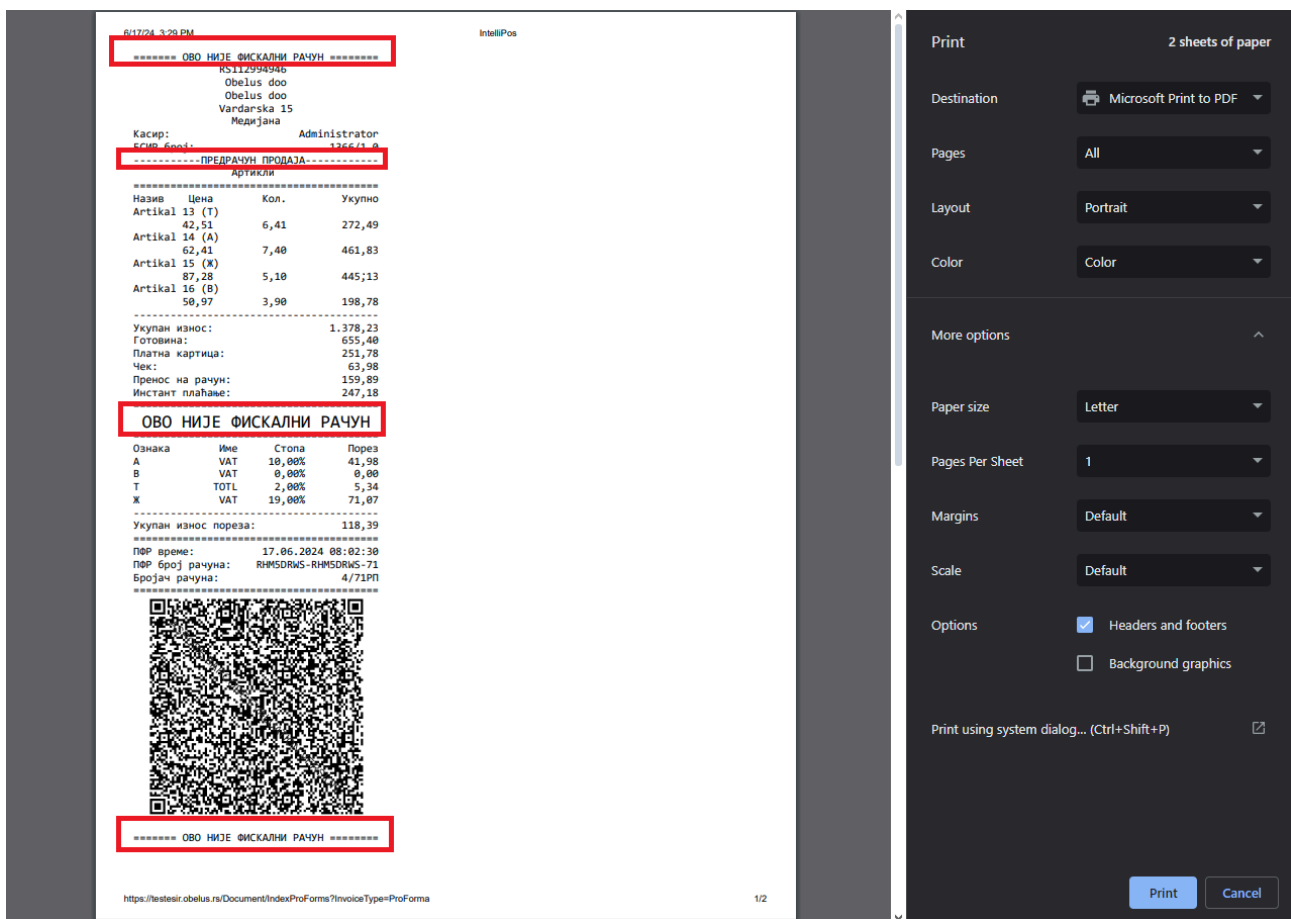 6/17/24, 3:29 PM IntelliPos
======= ОВО НИЈЕ ФИСКАЛНИ РАЧУН ========
RS112994946
Obelus doo
Obelus doo
Vardarska 15
Медијана
Касир: Administrator
ЕСИР број: 1366/1.0
-----------ПРЕДРАЧУН ПРОДАЈА------------
Артикли
========================================
Назив Цена Кол. Укупно
Artikal 13 (Т)
42,51 6,41 272,49
Artikal 14 (А)
62,41 7,40 461,83
Artikal 15 (Ж)
87,28 5,10 445;13
Artikal 16 (В)
50,97 3,90 198,78
----------------------------------------
Укупан износ: 1.378,23
Готовина: 655,40
Платна картица: 251,78
Чек: 63,98
Пренос на рачун: 159,89
Инстант плаћање: 247,18
========================================
ОВО НИЈЕ ФИСКАЛНИ РАЧУН
========================================
Ознака Име Стопа Порез
А VAT 10,00% 41,98
В VAT 0,00% 0,00
Т TOTL 2,00% 5,34
Ж VAT 19,00% 71,07
----------------------------------------
Укупан износ пореза: 118,39
========================================
ПФР време: 17.06.2024 08:02:30
ПФР број рачуна: RHM5DRWS-RHM5DRWS-71
Бројач рачуна: 4/71РП
========================================
======= ОВО НИЈЕ ФИСКАЛНИ РАЧУН ========
https://testesir.obelus.rs/Document/IndexProForms?InvoiceType=ProForma 1/2
Print 2 sheets of paper
Destination Microsoft Print to PDF
Pages All
Layout Portrait
Color Color
More options
Paper size Letter
Pages Per Sheet 1
Margins Default
Scale Default
Options Headers and footers
Background graphics
Print using system dialog... (Ctrl+Shift+P)
Print Cancel